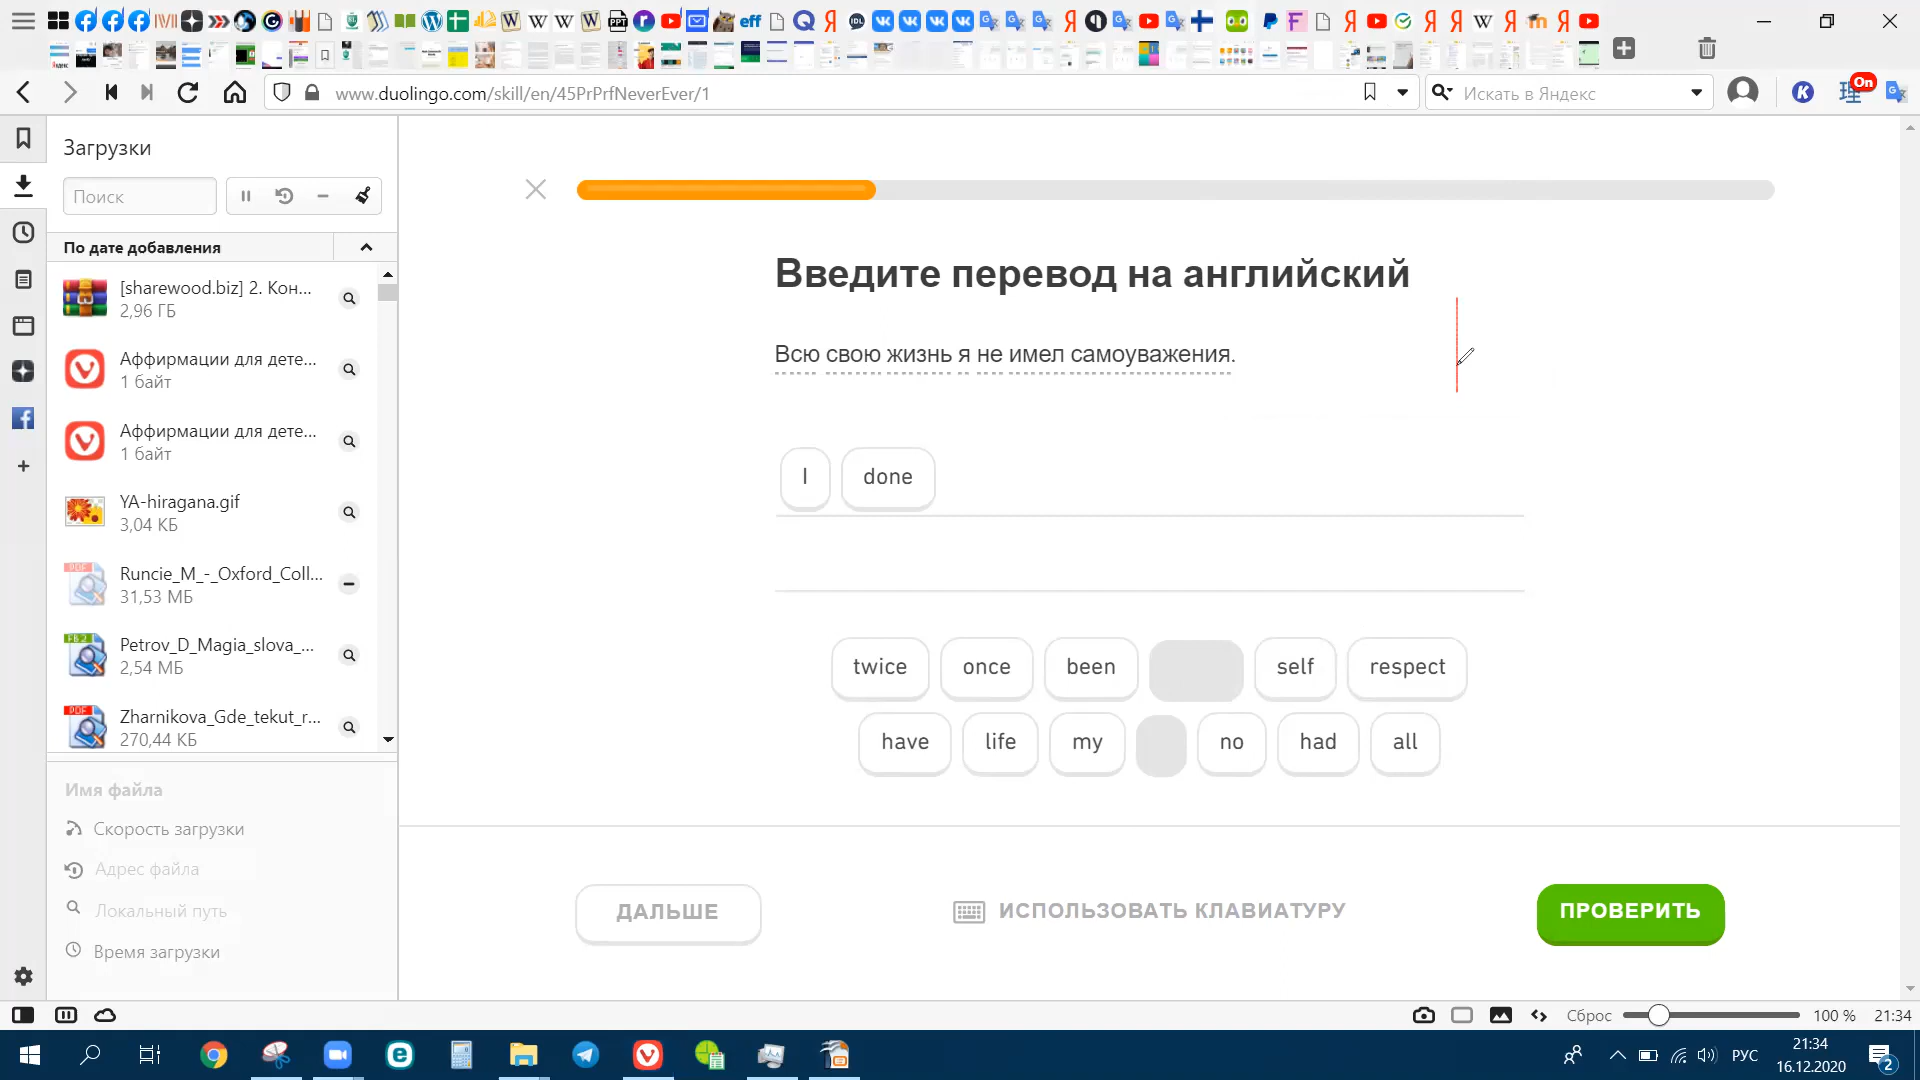 www.duolingo.com/skill/en/45PrPrfNeverEver/1
Искать в Яндекс
On
Загрузки
Поиск
По дате добавления
[sharewood.biz] 2. Кон...
2,96 ГБ
Аффирмации для дете...
1 байт
Аффирмации для дете...
1 байт
YA-hiragana.gif
3,04 КБ
Runcie_M_-_Oxford_Coll...
31,53 МБ
Petrov_D_Magia_slova_...
2,54 МБ
Zharnikova_Gde_tekut_r...
270,44 КБ
Имя файла
Скорость загрузки
Адрес файла
Локальный путь
Время загрузки
Введите перевод на английский
Всю свою жизнь я не имел самоуважения.
I done
twice once been self respect
have life my no had all
ДАЛЬШЕ
ИСПОЛЬЗОВАТЬ КЛАВИАТУРУ
ПРОВЕРИТЬ
Сброс 100 % 21:34
РУС
21:34
16.12.2020
2